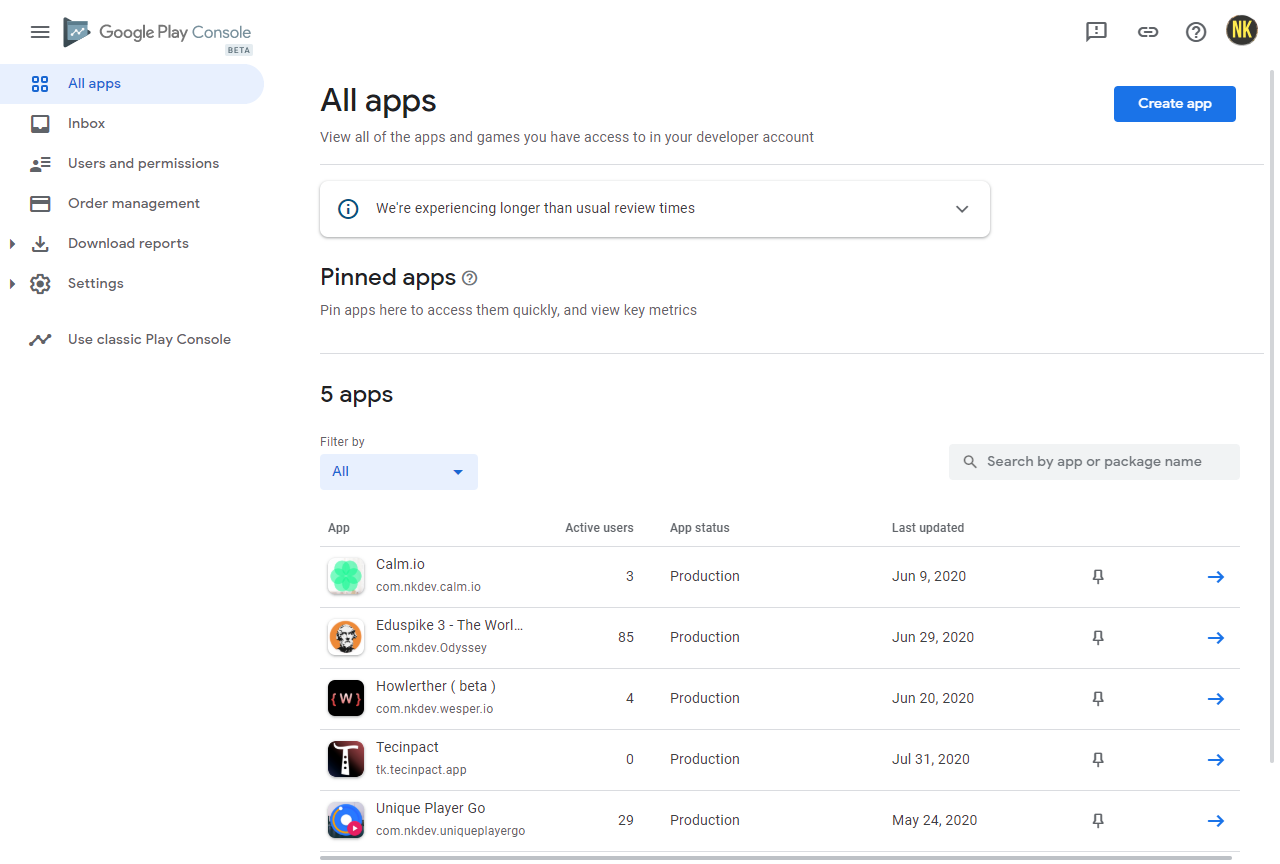 Google Play Console
BETA
NK
All apps
Inbox
Users and permissions
Order management
Download reports
Settings
Use classic Play Console
All apps
Create app
View all of the apps and games you have access to in your developer account
We're experiencing longer than usual review times
Pinned apps
Pin apps here to access them quickly, and view key metrics
5 apps
Filter by
All
Search by app or package name
App Active users App status Last updated
Calm.io
com.nkdev.calm.io
3 Production Jun 9, 2020
Eduspike 3 - The Worl...
com.nkdev.Odyssey
85 Production Jun 29, 2020
{W}
Howlerther ( beta )
com.nkdev.wesper.io
4 Production Jun 20, 2020
Tecinpact
tk.tecinpact.app
0 Production Jul 31, 2020
Unique Player Go
com.nkdev.uniqueplayergo
29 Production May 24, 2020